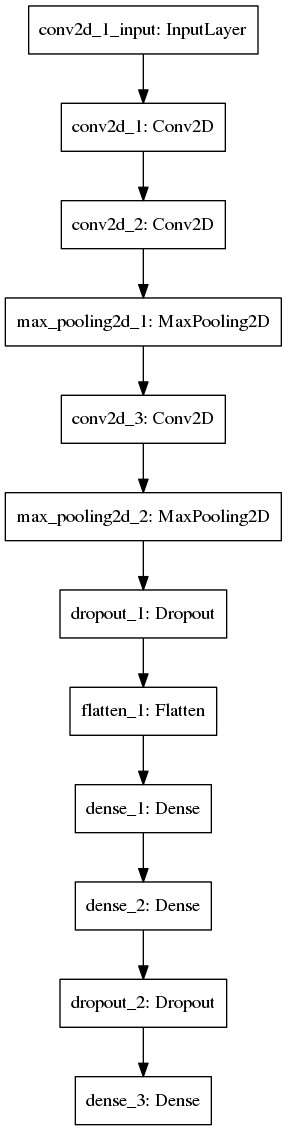 conv2d_1_input: InputLayer
conv2d_1: Conv2D
conv2d_2: Conv2D
max_pooling2d_1: MaxPooling2D
conv2d_3: Conv2D
max_pooling2d_2: MaxPooling2D
dropout_1: Dropout
flatten_1: Flatten
dense_1: Dense
dense_2: Dense
dropout_2: Dropout
dense_3: Dense